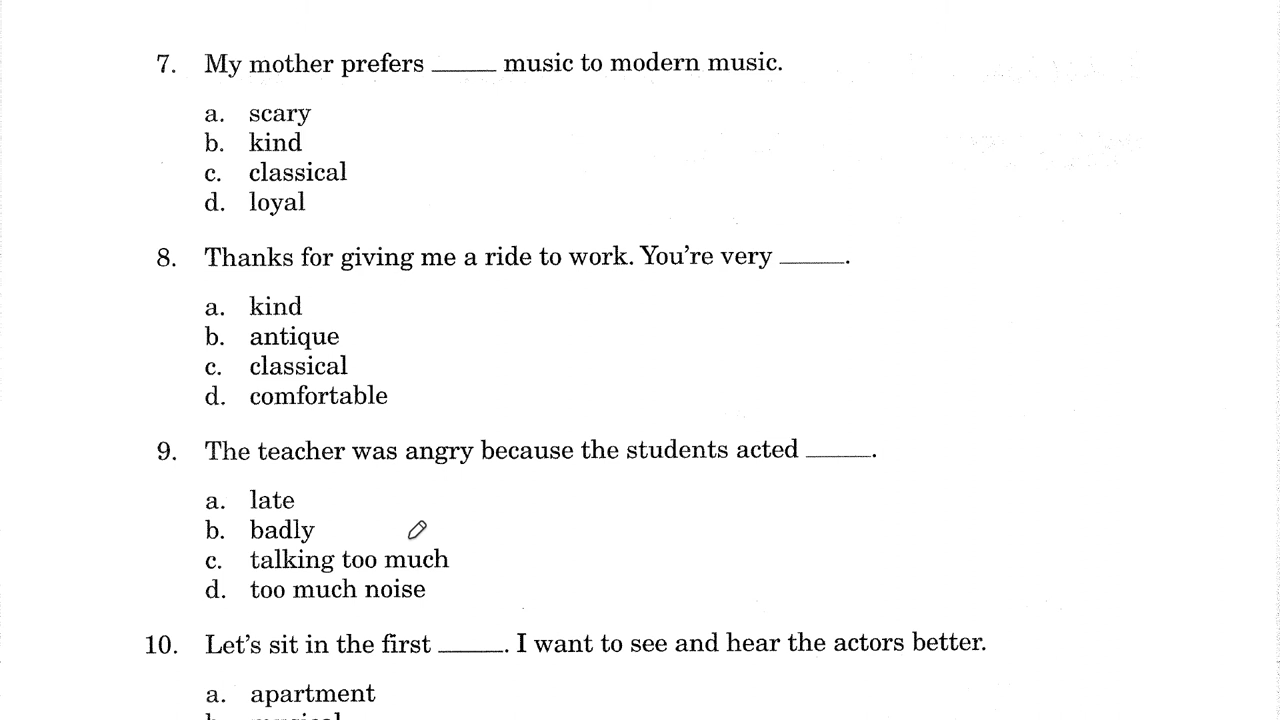 7. My mother prefers _____ music to modern music.
a. scary
b. kind
c. classical
d. loyal
8. Thanks for giving me a ride to work. You're very _____.
a. kind
b. antique
c. classical
d. comfortable
9. The teacher was angry because the students acted _____.
a. late
b. badly
c. talking too much
d. too much noise
10. Let's sit in the first _____. I want to see and hear the actors better.
a. apartment